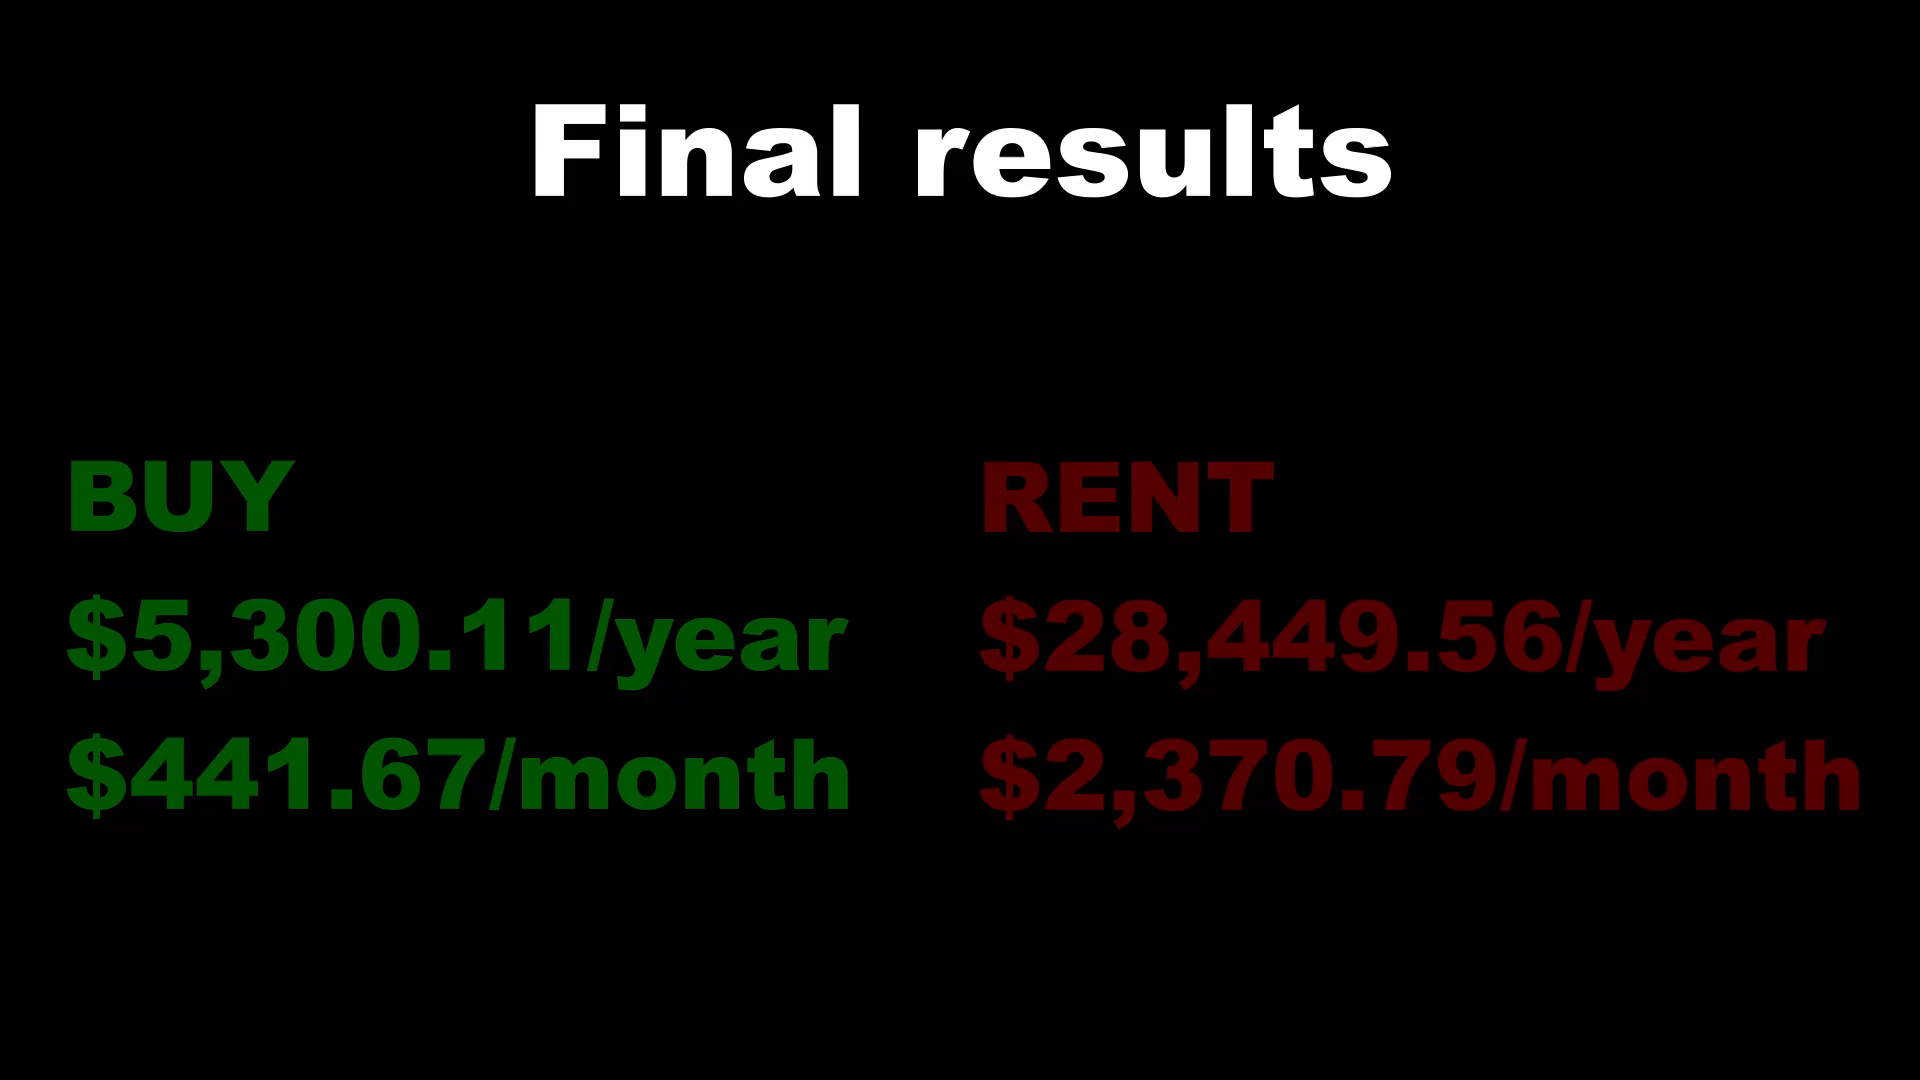 Final results
BUY
$5,300.11/year
$441.67/month
RENT
$28,449.56/year
$2,370.79/month